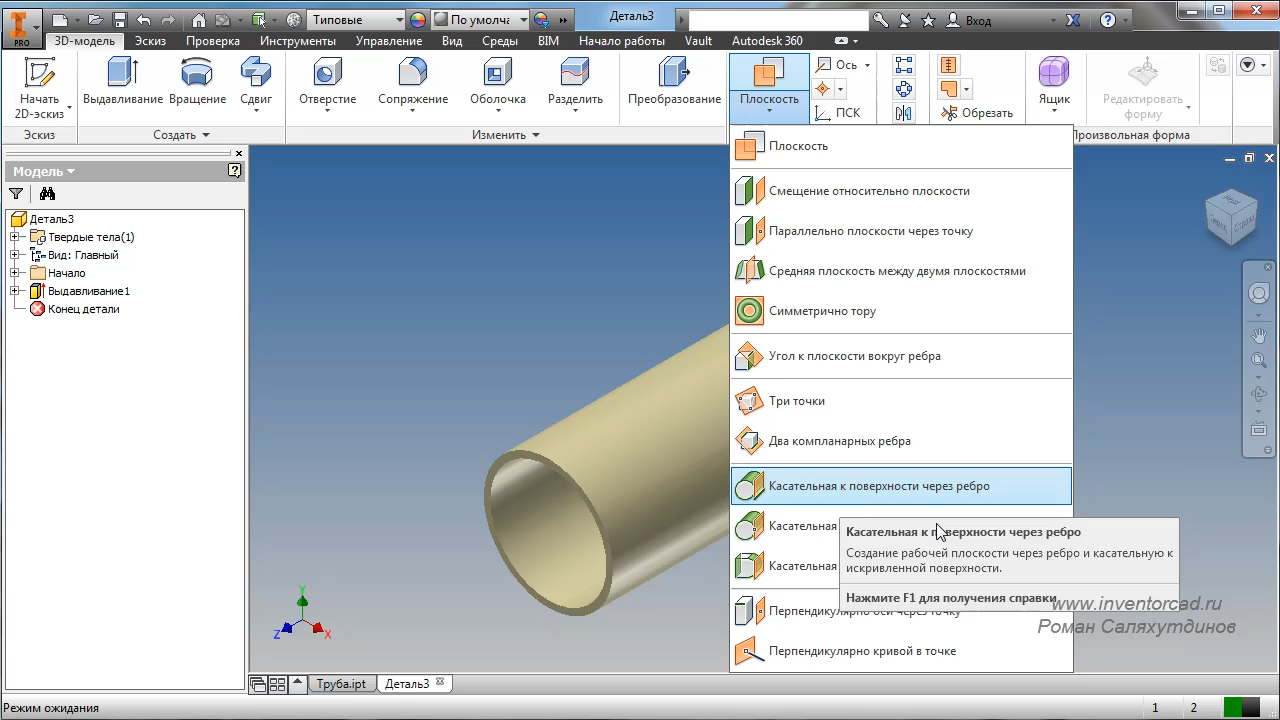 PRO
Типовые
По умолча
Деталь3
Вход
3D-модель
Эскиз
Проверка
Инструменты
Управление
Вид
Среды
BIM
Начало работы
Vault
Autodesk 360
Начать
2D-эскиз
Выдавливание
Вращение
Сдвиг
Отверстие
Сопряжение
Оболочка
Разделить
Преобразование
Плоскость
Ось
ПСК
Обрезать
Ящик
Редактировать
форму
Эскиз
Создать
Изменить
Произвольная форма
Модель
Деталь3
Твердые тела(1)
Вид: Главный
Начало
Выдавливание1
Конец детали
Плоскость
Смещение относительно плоскости
Параллельно плоскости через точку
Средняя плоскость между двумя плоскостями
Симметрично тору
Угол к плоскости вокруг ребра
Три точки
Два компланарных ребра
Касательная к поверхности через ребро
Касательная
Касательная
Перпендикулярно оси через точку
Перпендикулярно кривой в точке
Касательная к поверхности через ребро
Создание рабочей плоскости через ребро и касательную к
искривленной поверхности.
Нажмите F1 для получения справки.
www.inventorcad.ru
Роман Саляхутдинов
Y
Z
X
Труба.ipt
Деталь3
Режим ожидания
1
2